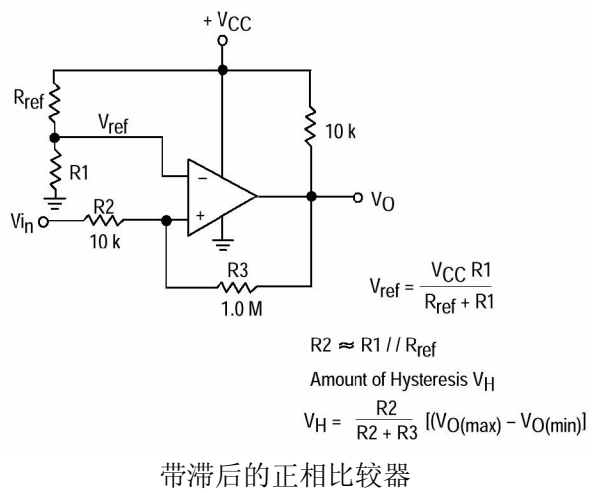 + VCC
Rref
Vref
10 k
R1
−
R2
Vin
+
VO
10 k
R3
1.0 M
Vref = VCC R1 / Rref + R1
R2 ≈ R1 // Rref
Amount of Hysteresis VH
VH = R2 / R2 + R3 [(VO(max) – VO(min)]
带滞后的正相比较器